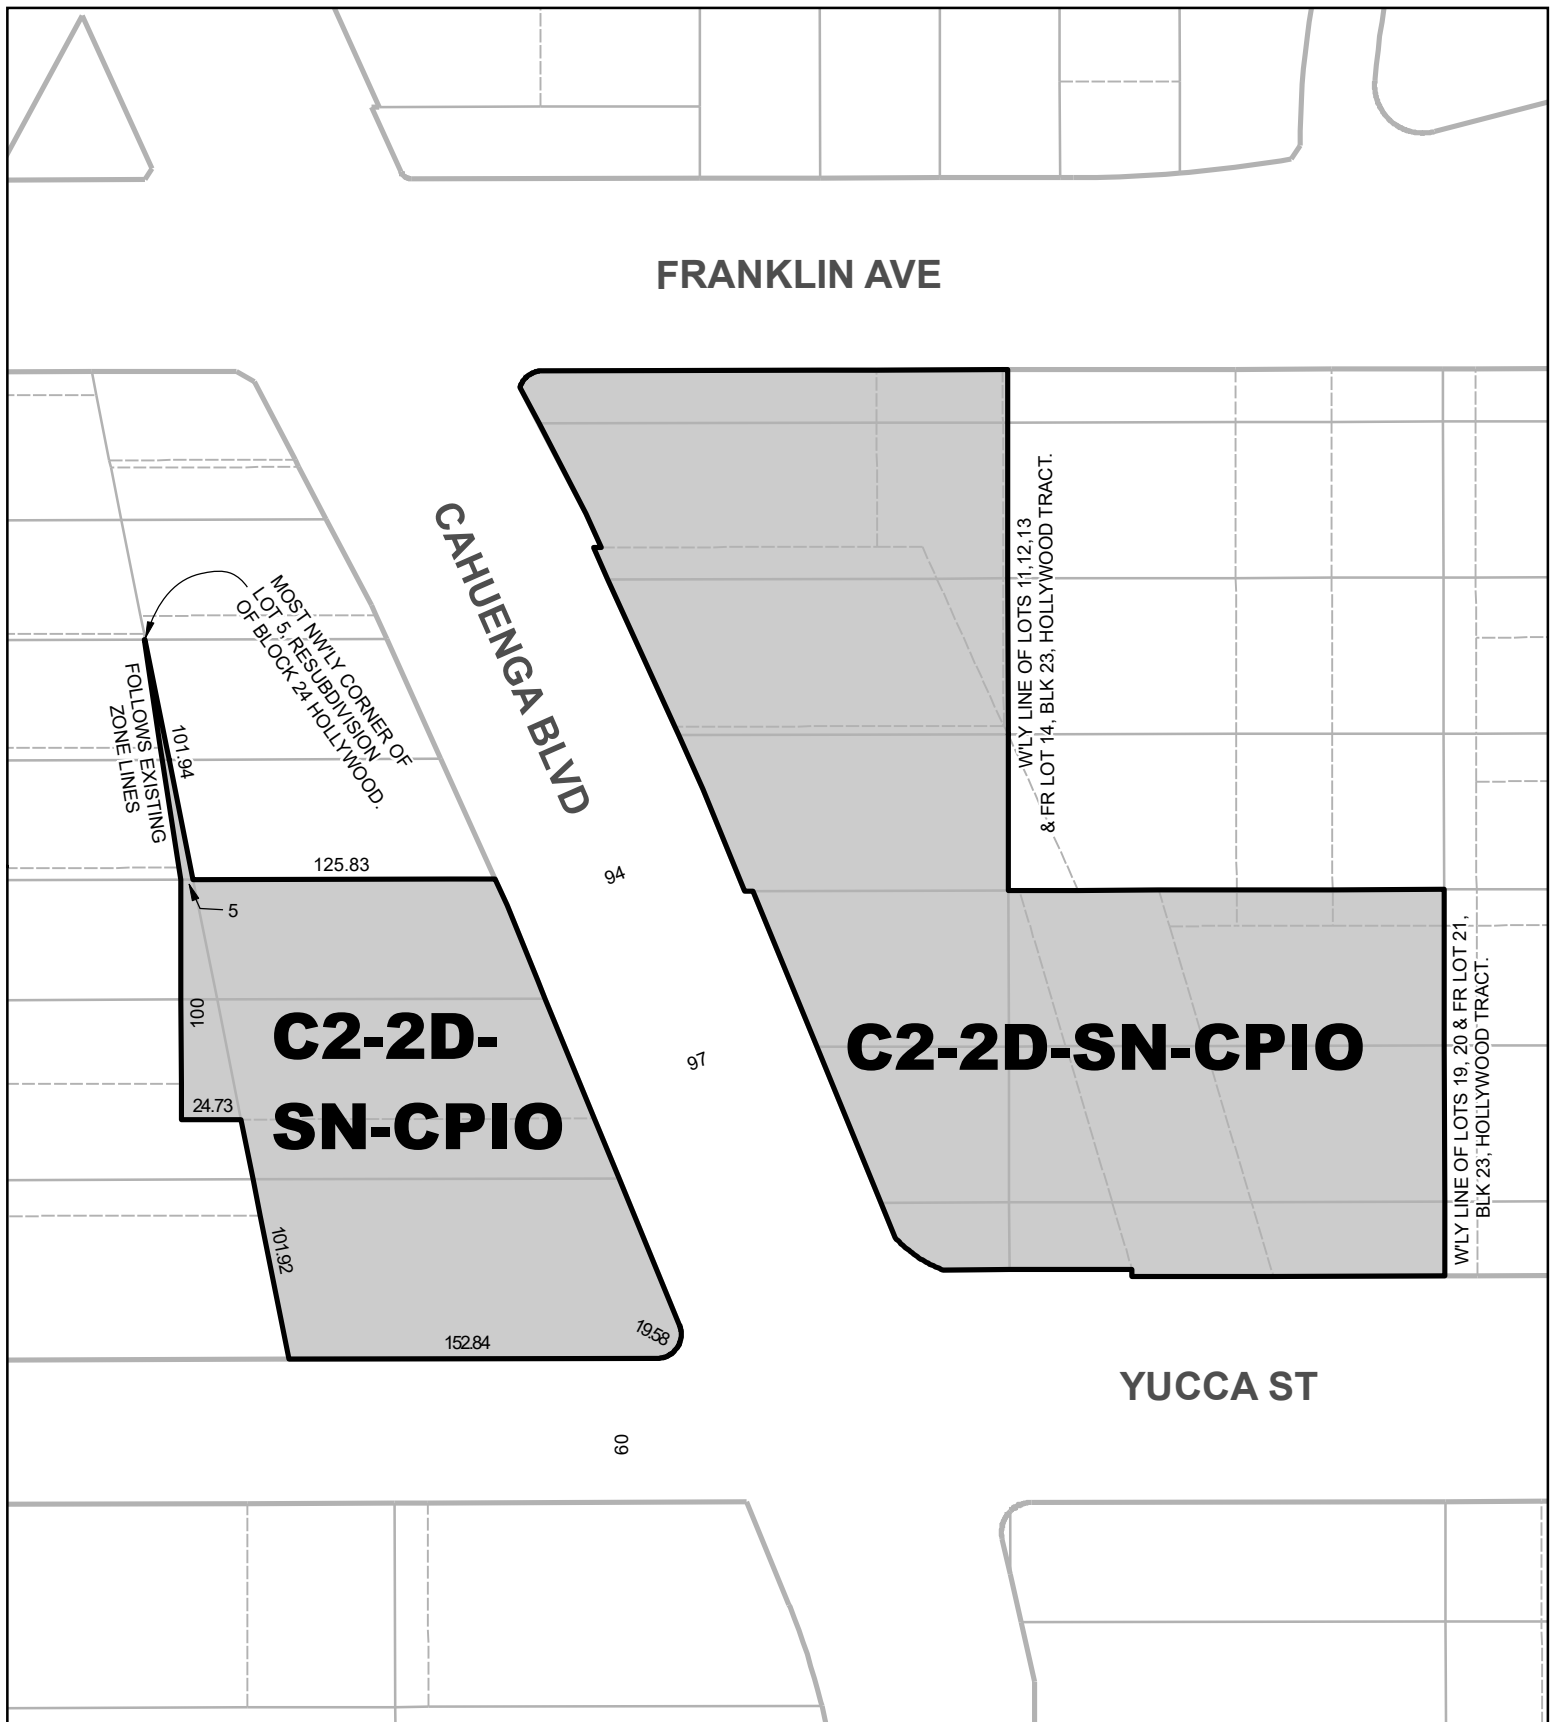 FRANKLIN AVE
CAHUENGA BLVD
MOST NW'LY CORNER OF
LOT 5, RESUBDIVISION
OF BLOCK 24 HOLLYWOOD.
FOLLOWS EXISTING
ZONE LINES
101.94
125.83
5
100
24.73
C2-2D-
SN-CPIO
101.92
152.84
19.58
94
97
60
W'LY LINE OF LOTS 11,12,13
& FR LOT 14, BLK 23, HOLLYWOOD TRACT.
C2-2D-SN-CPIO
W'LY LINE OF LOTS 19, 20 & FR LOT 21,
BLK 23, HOLLYWOOD TRACT.
YUCCA ST